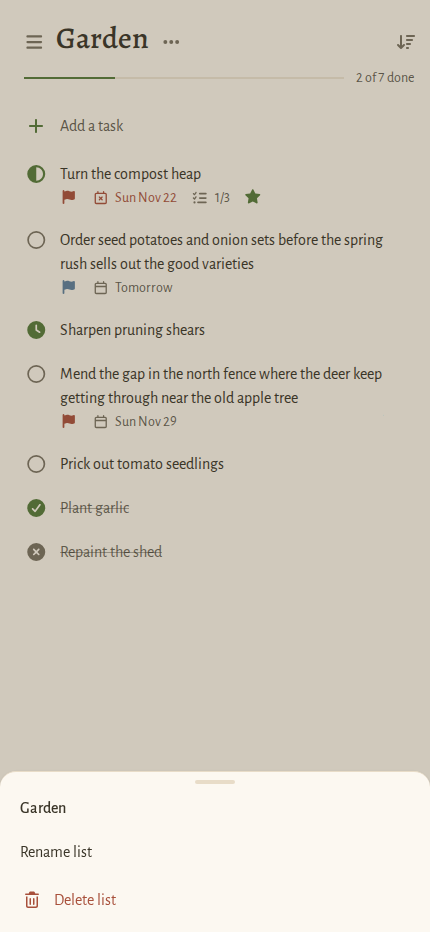 Garden
2 of 7 done
Add a task
Turn the compost heap
Sun Nov 22 1/3
Order seed potatoes and onion sets before the spring
rush sells out the good varieties
Tomorrow
Sharpen pruning shears
Mend the gap in the north fence where the deer keep
getting through near the old apple tree
Sun Nov 29
Prick out tomato seedlings
Plant garlic
Repaint the shed
Garden
Rename list
Delete list